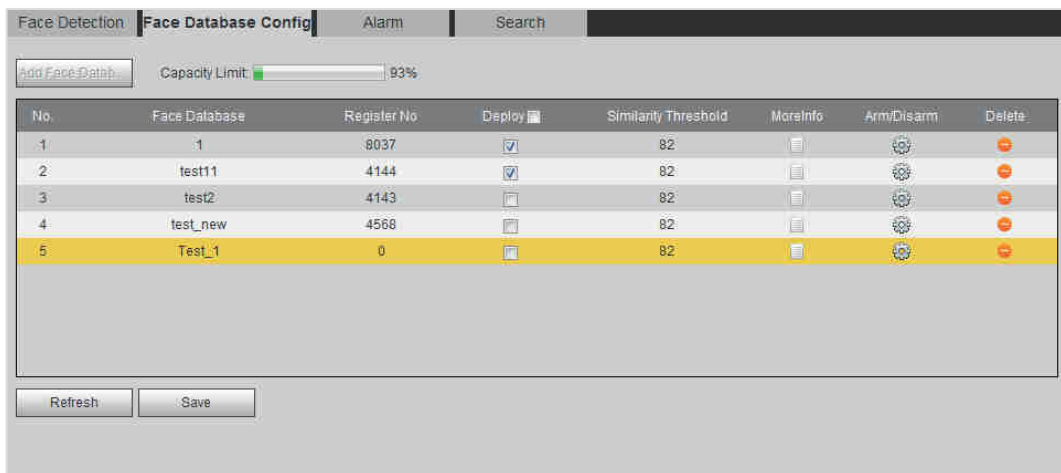 Face Detection Face Database Config Alarm Search
Add Face Datab... Capacity Limit: 93%
No. Face Database Register No Deploy Similarity Threshold MoreInfo Arm/Disarm Delete
1 1 8037 82
2 test11 4144 82
3 test2 4143 82
4 test_new 4568 82
5 Test_1 0 82
Refresh Save